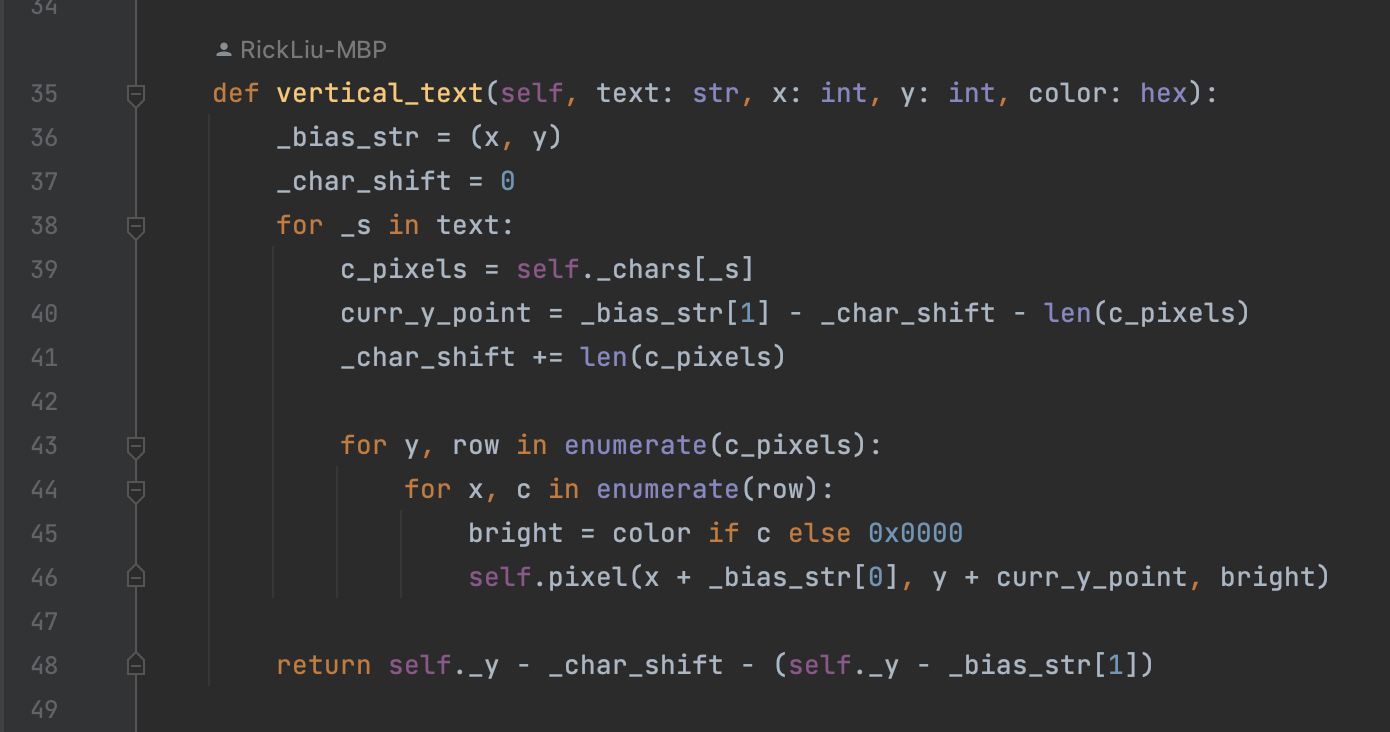 34
RickLiu-MBP
35 def vertical_text(self, text: str, x: int, y: int, color: hex):
36     _bias_str = (x, y)
37     _char_shift = 0
38     for _s in text:
39         c_pixels = self._chars[_s]
40         curr_y_point = _bias_str[1] - _char_shift - len(c_pixels)
41         _char_shift += len(c_pixels)
42
43         for y, row in enumerate(c_pixels):
44             for x, c in enumerate(row):
45                 bright = color if c else 0x0000
46                 self.pixel(x + _bias_str[0], y + curr_y_point, bright)
47
48     return self._y - _char_shift - (self._y - _bias_str[1])
49